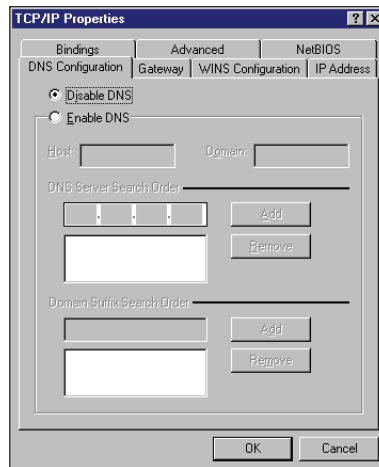 TCP/IP Properties ? ×
Bindings Advanced NetBIOS
DNS Configuration Gateway WINS Configuration IP Address
Disable DNS
Enable DNS
Host: Domain:
DNS Server Search Order
. . . Add
Remove
Domain Suffix Search Order
Add
Remove
OK Cancel